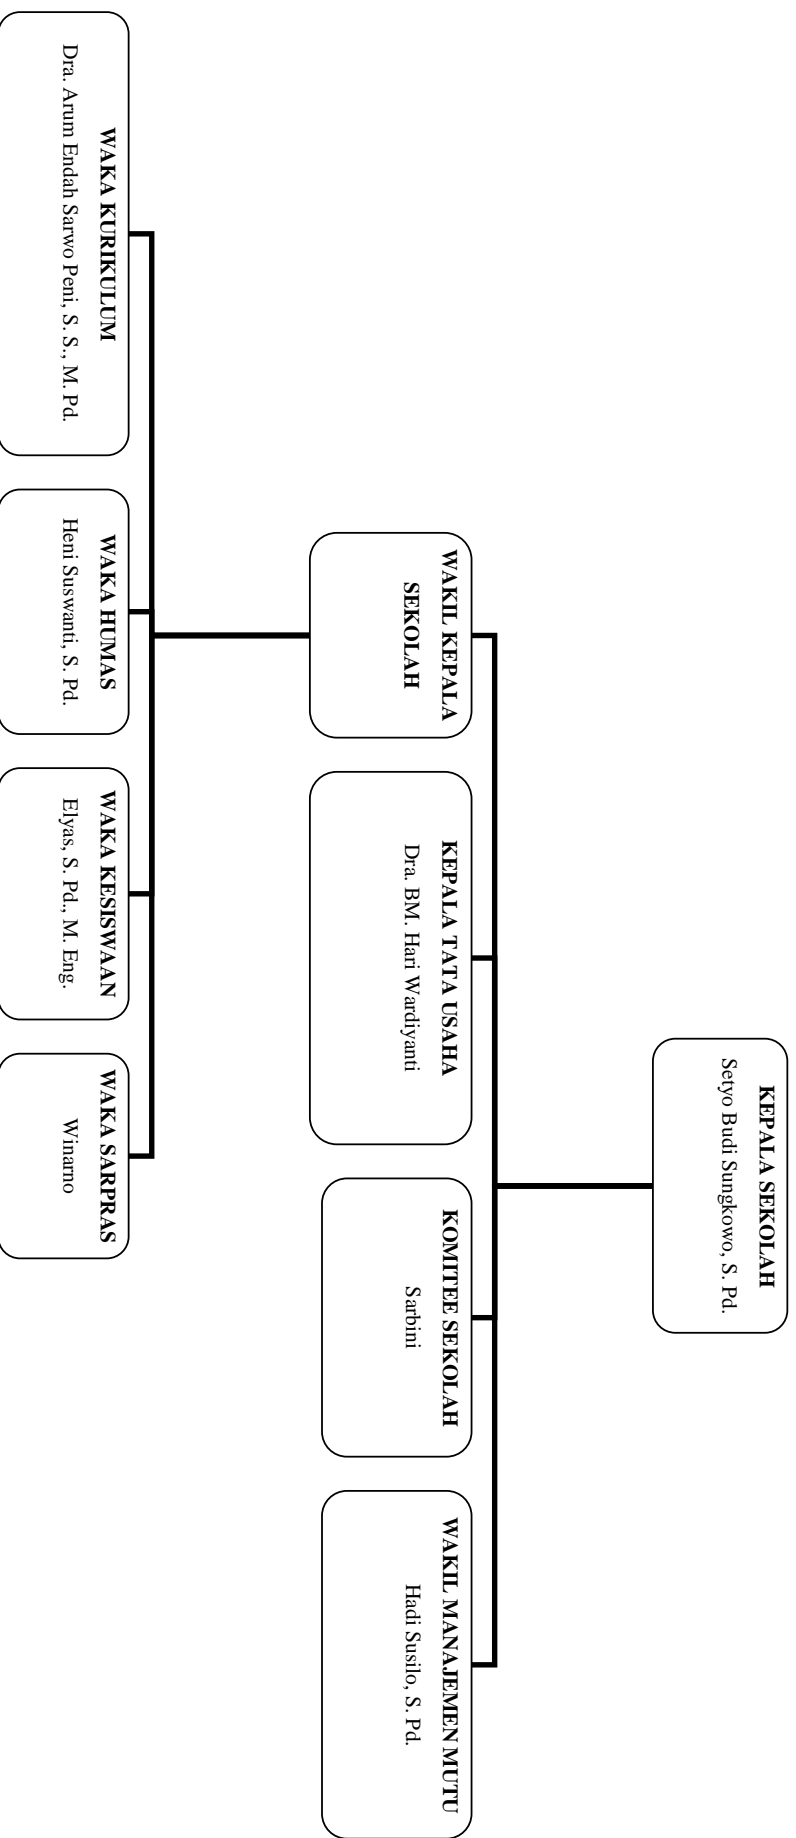 KEPALA SEKOLAH
Setyo Budi Sungkowo, S. Pd.
WAKIL KEPALA
SEKOLAH
KEPALA TATA USAHA
Dra. BM. Hari Wardiyanti
KOMITEE SEKOLAH
Sarbini
WAKIL MANAJEMEN MUTU
Hadi Susilo, S. Pd.
WAKA KURIKULUM
Dra. Arum Endah Sarwo Peni, S. S., M. Pd.
WAKA HUMAS
Heni Suswanti, S. Pd.
WAKA KESISWAAN
Elyas, S. Pd., M. Eng.
WAKA SARPRAS
Winarno